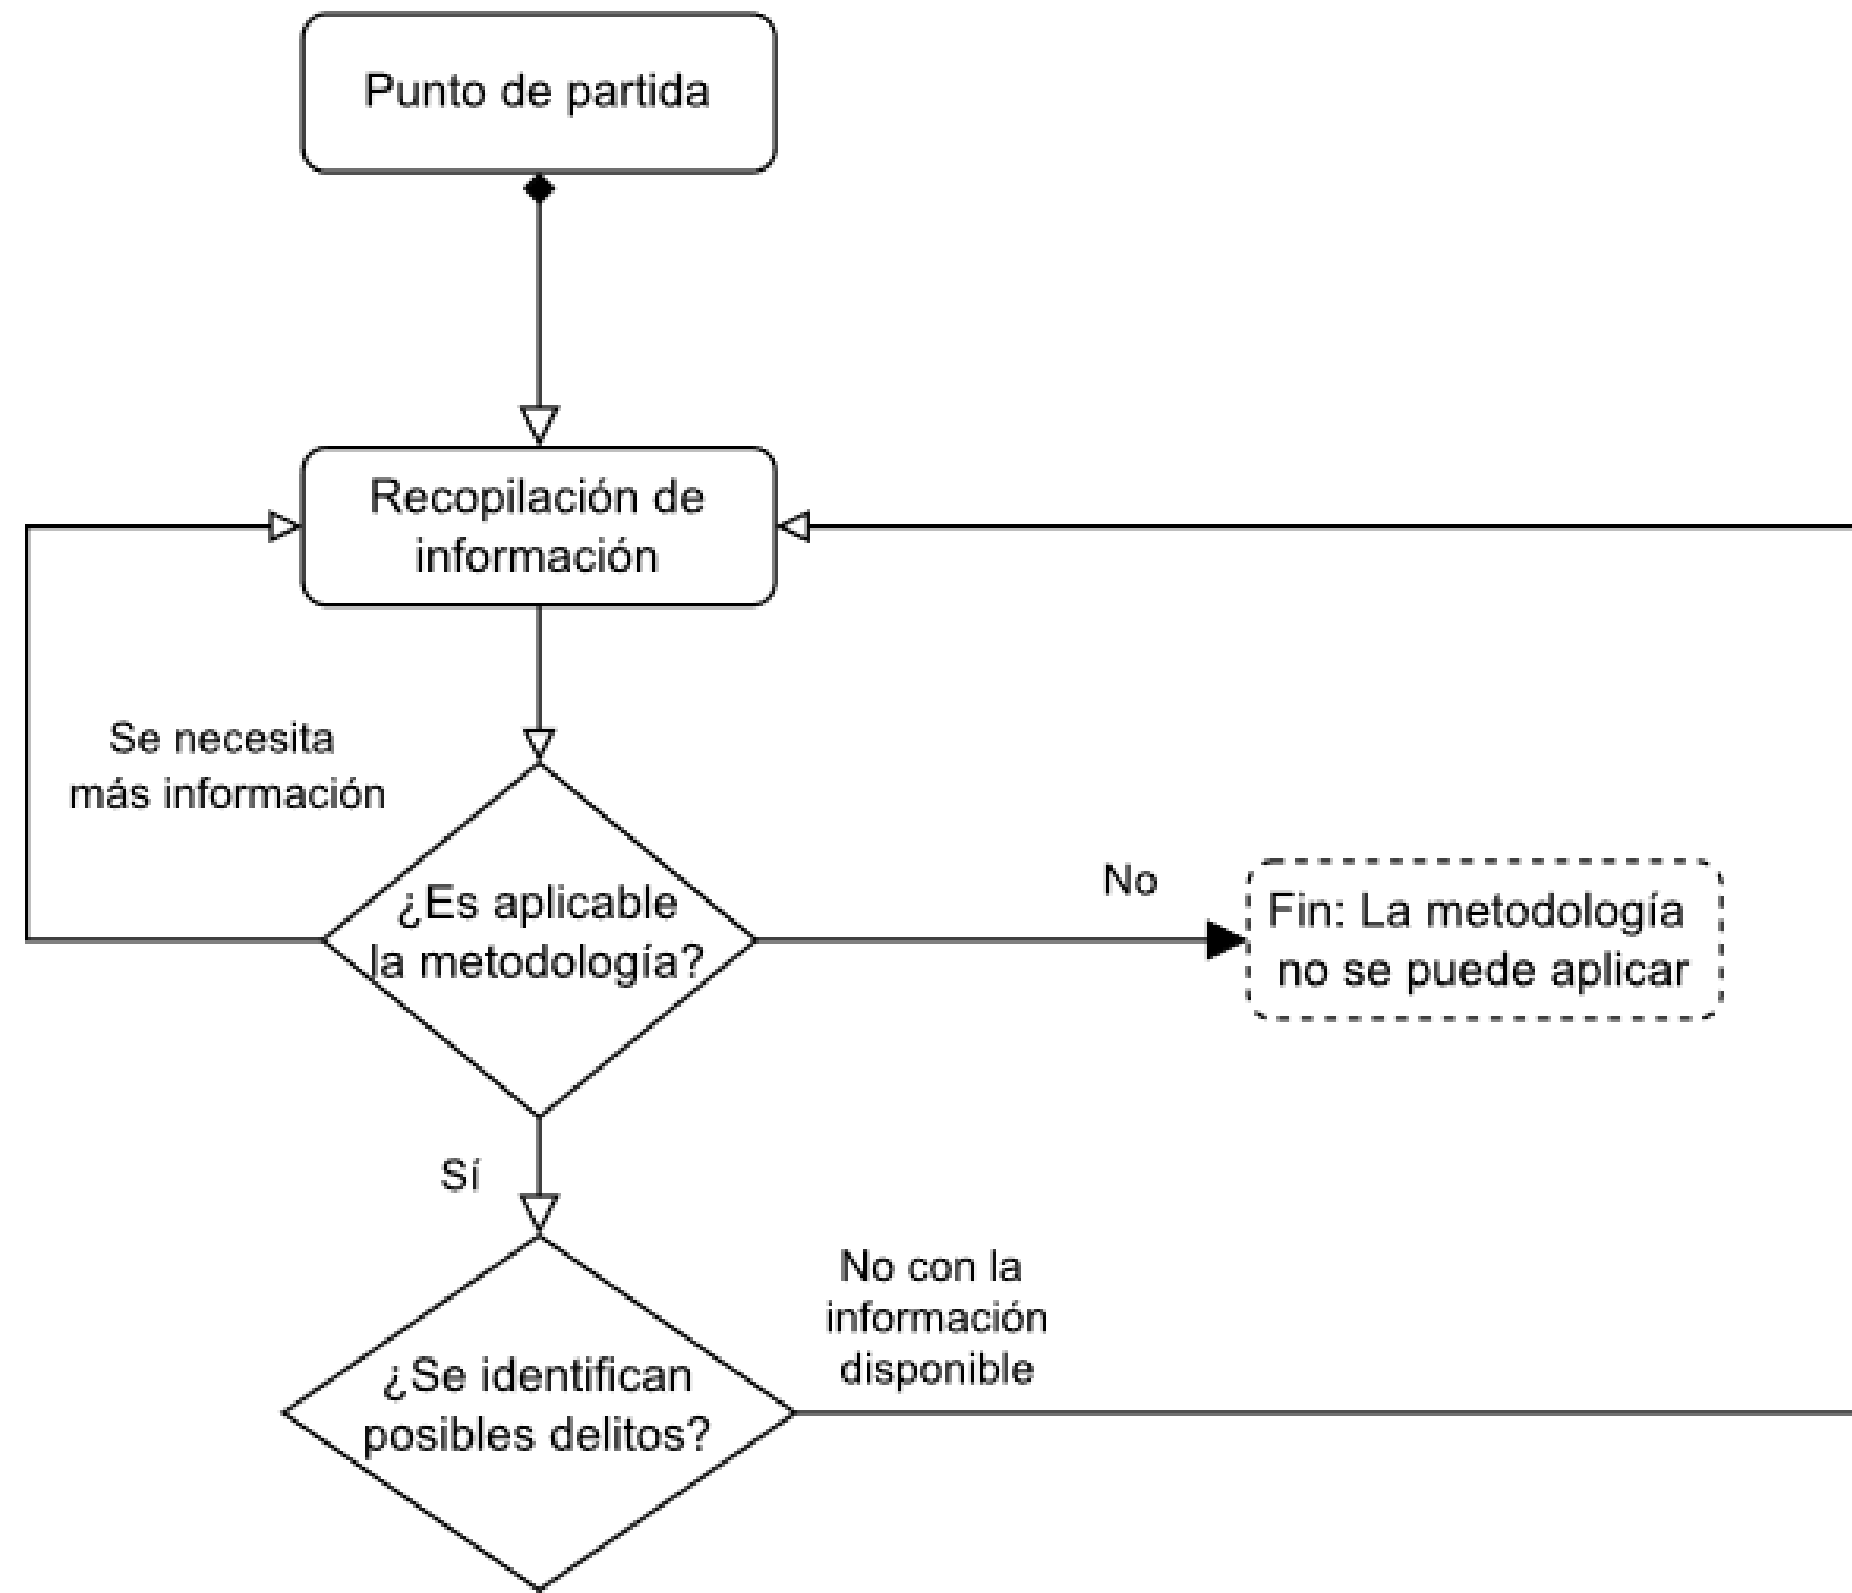 Punto de partida
Recopilación de
información
Se necesita
más información
¿Es aplicable
la metodología?
No
Fin: La metodología
no se puede aplicar
Sí
No con la
información
disponible
¿Se identifican
posibles delitos?